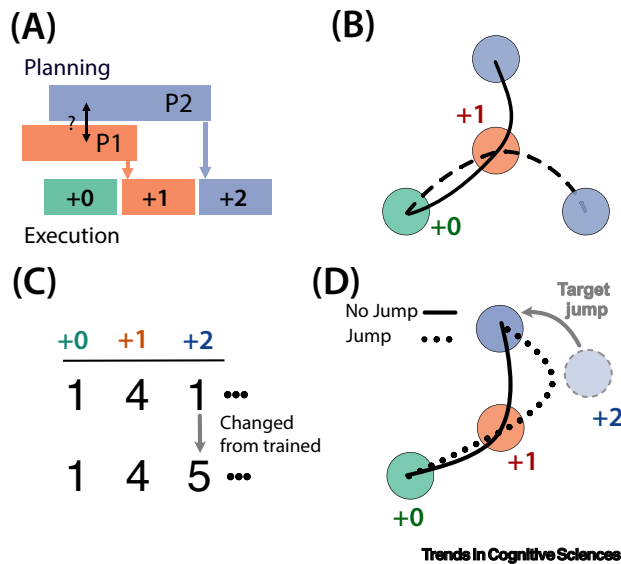 (A)
Planning
P2
?
P1
+0 +1 +2
Execution
(B)
+1
+0
(C)
+0 +1 +2
1 4 1 •••
Changed
from trained
1 4 5 •••
(D)
Target
jump
No Jump
Jump
+2
+1
+0
Trends in Cognitive Sciences